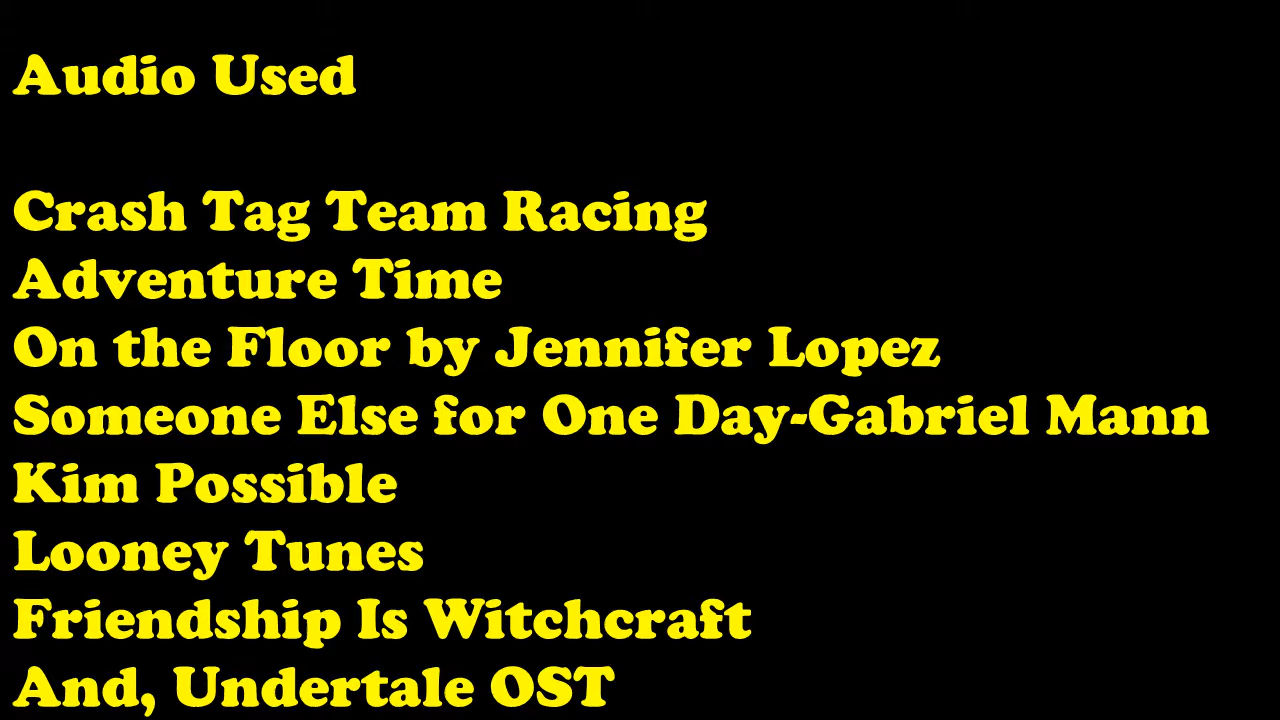 Audio Used
Crash Tag Team Racing
Adventure Time
On the Floor by Jennifer Lopez
Someone Else for One Day-Gabriel Mann
Kim Possible
Looney Tunes
Friendship Is Witchcraft
And, Undertale OST